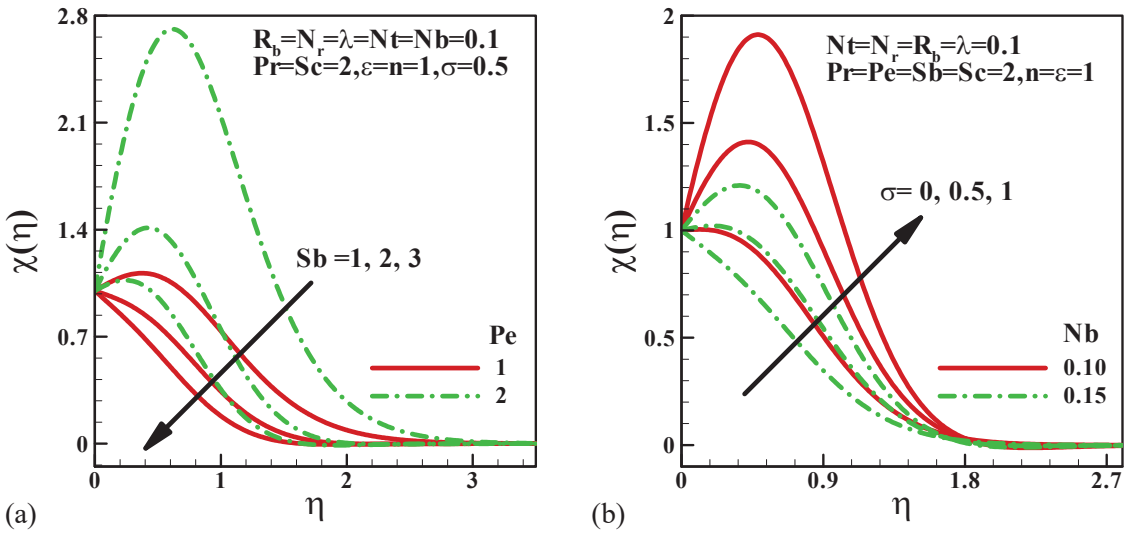 2.8
2.1
1.4
0.7
0
R_b=N_r=λ=Nt=Nb=0.1
Pr=Sc=2,ε=n=1,σ=0.5
Sb =1, 2, 3
Pe
1
2
χ(η)
0
1
2
3
η
(a)
2
1.5
1
0.5
0
Nt=N_r=R_b=λ=0.1
Pr=Pe=Sb=Sc=2,n=ε=1
σ= 0, 0.5, 1
Nb
0.10
0.15
χ(η)
0
0.9
1.8
2.7
η
(b)